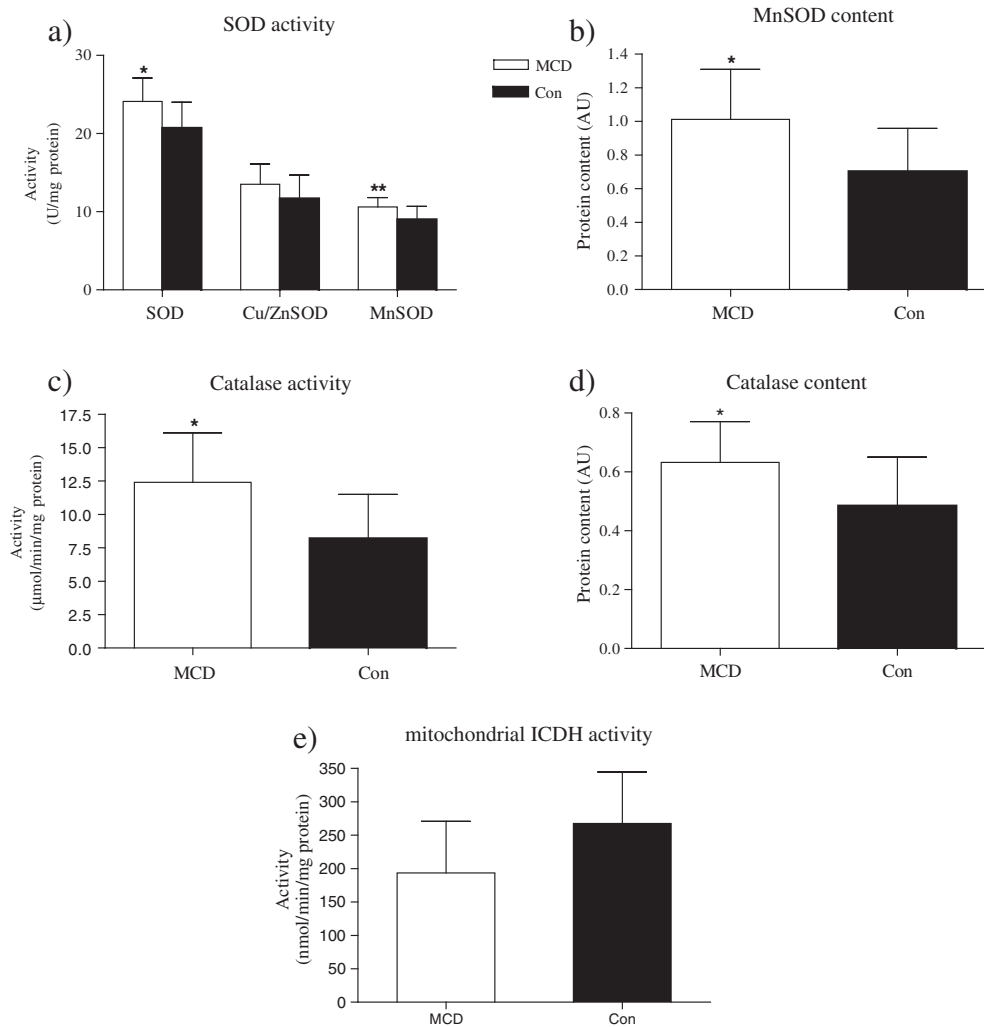 a)
SOD activity
Activity
(U/mg protein)
30
20
10
0
*
**
SOD
Cu/ZnSOD
MnSOD
MCD
Con
b)
MnSOD content
Protein content (AU)
1.4
1.2
1.0
0.8
0.6
0.4
0.2
0.0
*
MCD
Con
c)
Catalase activity
Activity
(µmol/min/mg protein)
17.5
15.0
12.5
10.0
7.5
5.0
2.5
0.0
*
MCD
Con
d)
Catalase content
Protein content (AU)
0.8
0.6
0.4
0.2
0.0
*
MCD
Con
e)
mitochondrial ICDH activity
Activity
(nmol/min/mg protein)
350
300
250
200
150
100
50
0
MCD
Con